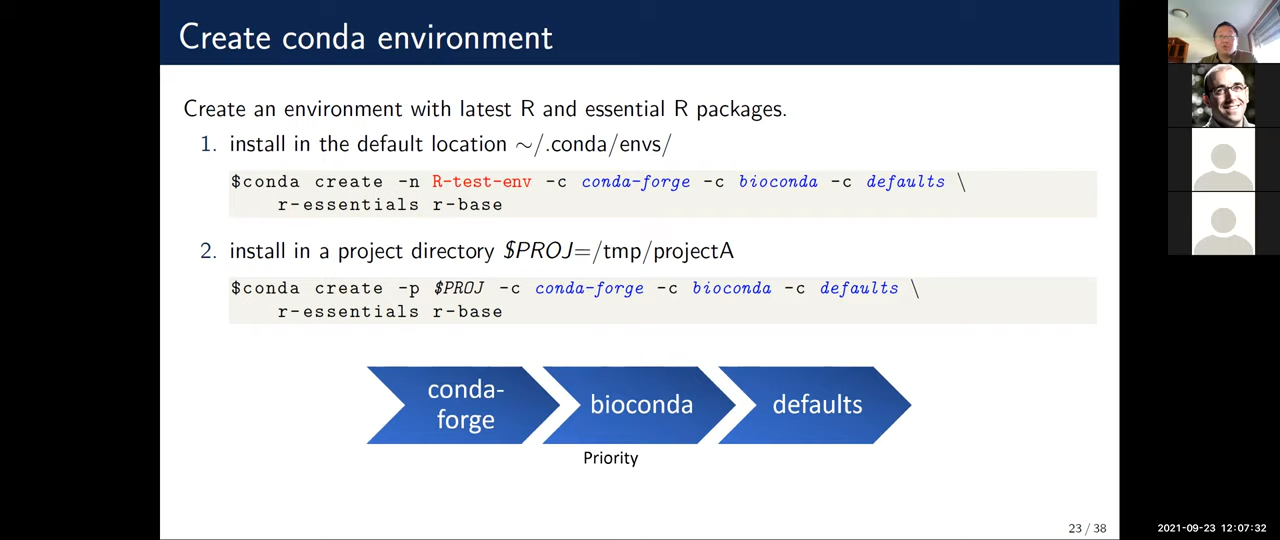 Create conda environment
Create an environment with latest R and essential R packages.
1. install in the default location ~/.conda/envs/
$conda create -n R-test-env -c conda-forge -c bioconda -c defaults \
r-essentials r-base
2. install in a project directory $PROJ=/tmp/projectA
$conda create -p $PROJ -c conda-forge -c bioconda -c defaults \
r-essentials r-base
conda-
forge
bioconda
defaults
Priority
23 / 38
2021-09-23 12:07:32